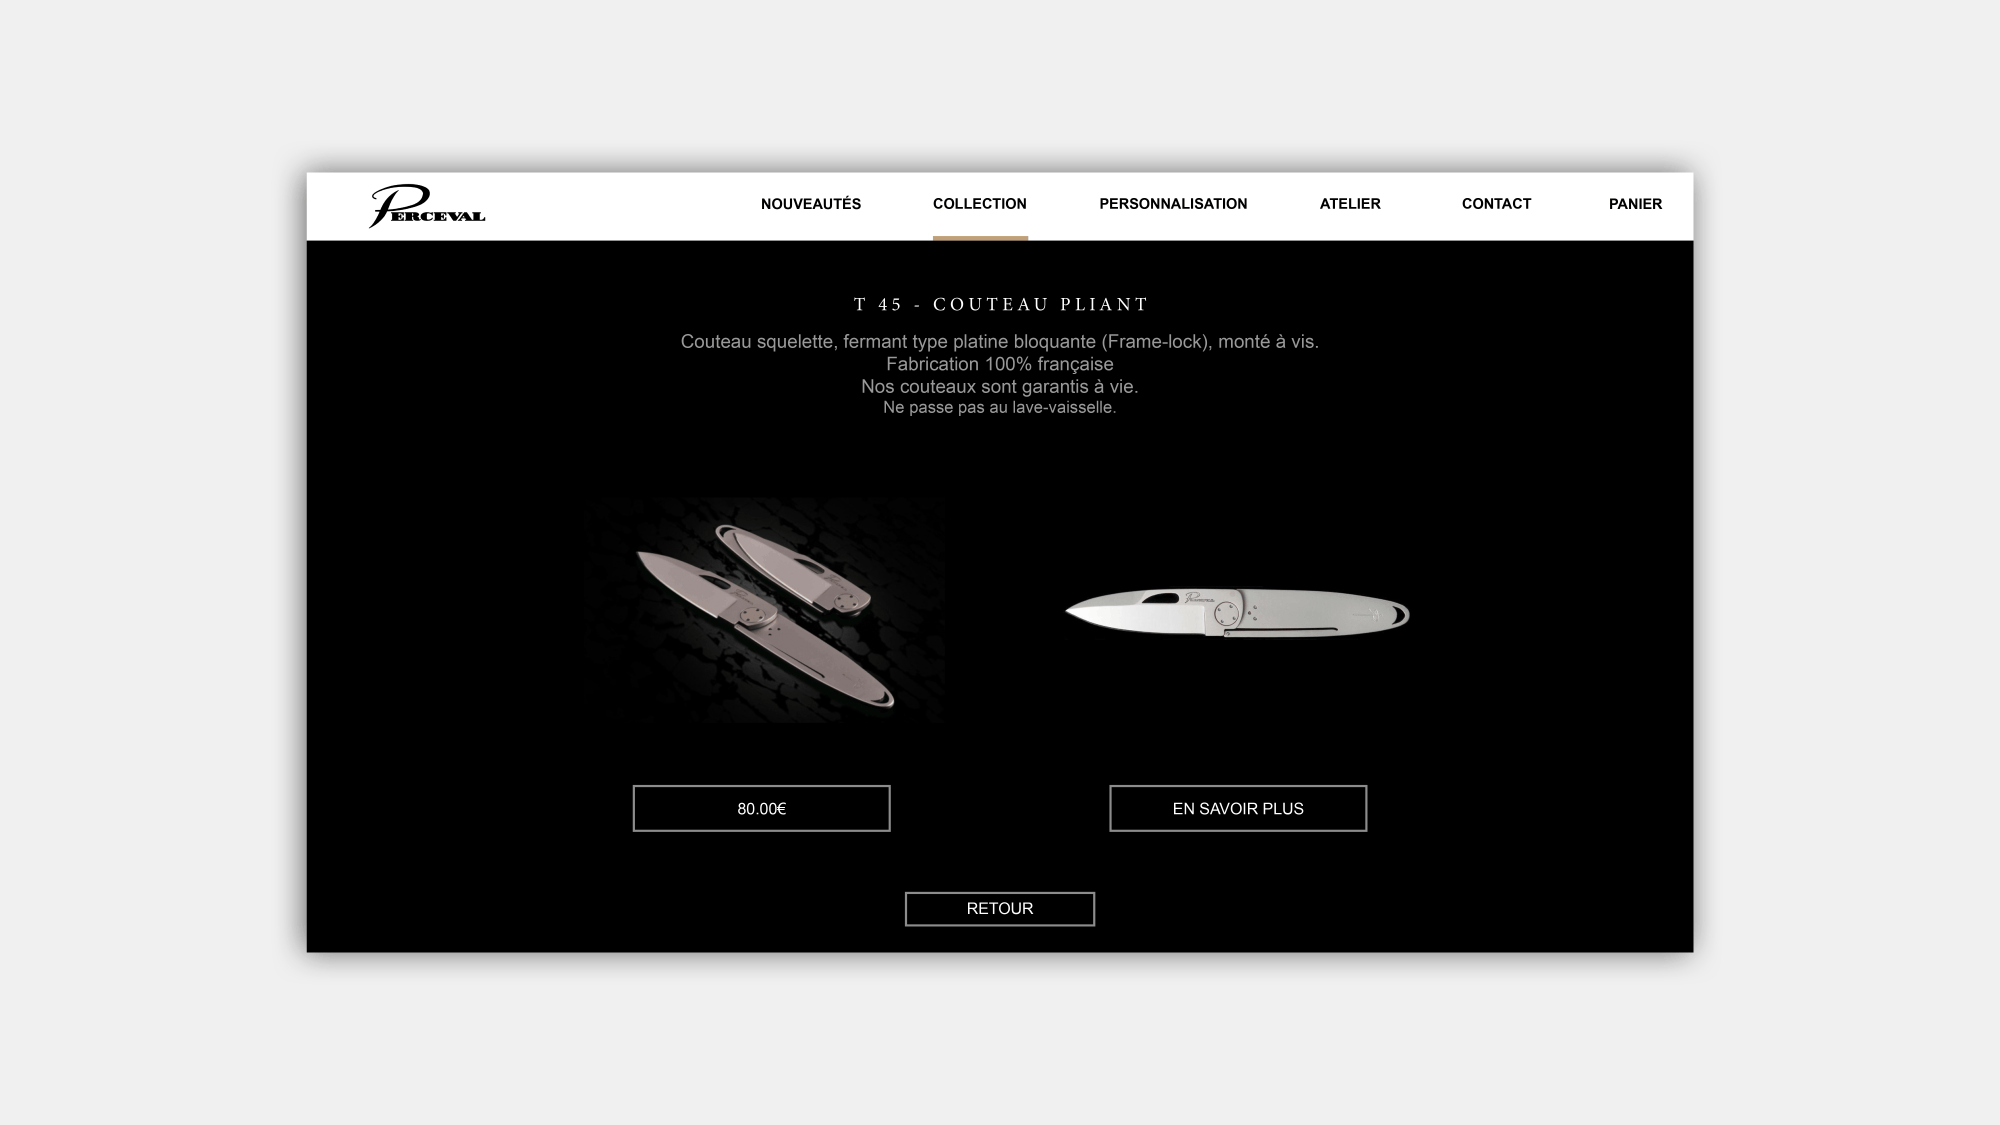 PERCEVAL
NOUVEAUTÉS
COLLECTION
PERSONNALISATION
ATELIER
CONTACT
PANIER
T 45 - COUTEAU PLIANT
Couteau squelette, fermant type platine bloquante (Frame-lock), monté à vis.
Fabrication 100% française
Nos couteaux sont garantis à vie.
Ne passe pas au lave-vaisselle.
PERCEVAL
80.00€
EN SAVOIR PLUS
RETOUR